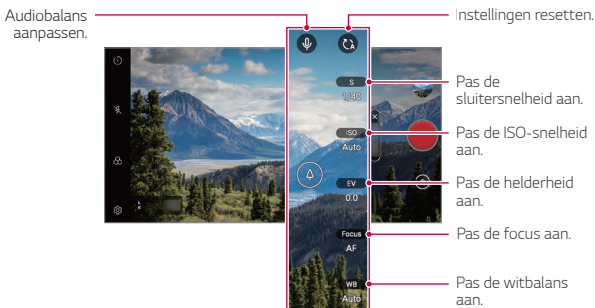 Audiobalans
aanpassen.
Instellingen resetten.
S
1/40
Pas de
sluitersnelheid aan.
ISO
Auto
Pas de ISO-snelheid
aan.
EV
0.0
Pas de helderheid
aan.
Focus
AF
Pas de focus aan.
WB
Auto
Pas de witbalans
aan.
L
R